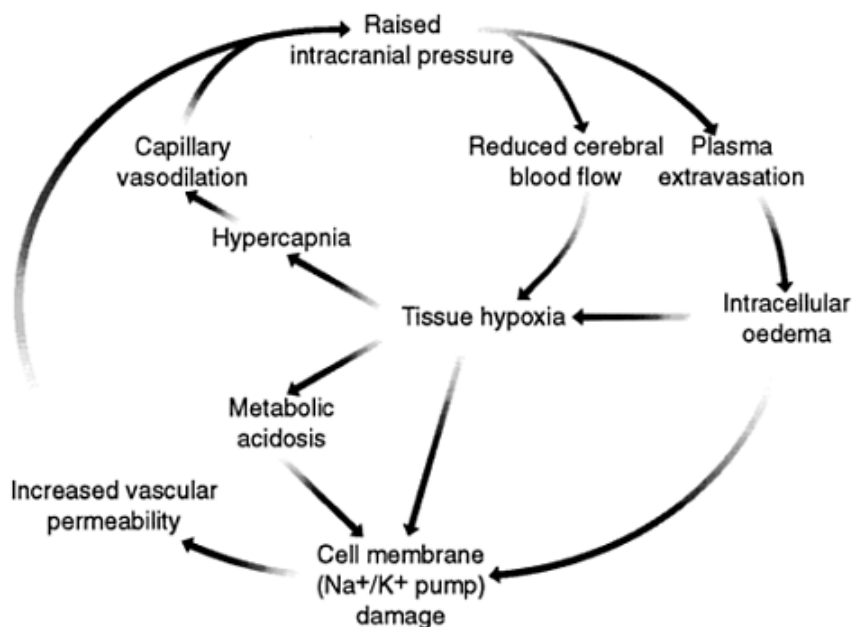 Raised
intracranial pressure
Capillary
vasodilation
Reduced cerebral
blood flow
Plasma
extravasation
Hypercapnia
Tissue hypoxia
Intracellular
oedema
Metabolic
acidosis
Increased vascular
permeability
Cell membrane
(Na+/K+ pump)
damage